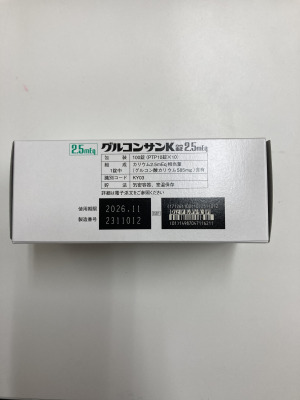 2.5mEq グルコンサンK錠2.5mEq
包装 100錠(PTP10錠×10)
組成 カリウム2.5mEq相当量
1錠中 (グルコン酸カリウム585mg)含有
識別コード KY03
貯法 気密容器、室温保存
詳細は電子添文をご参照ください。
使用期限 2026.11
製造番号 2311012